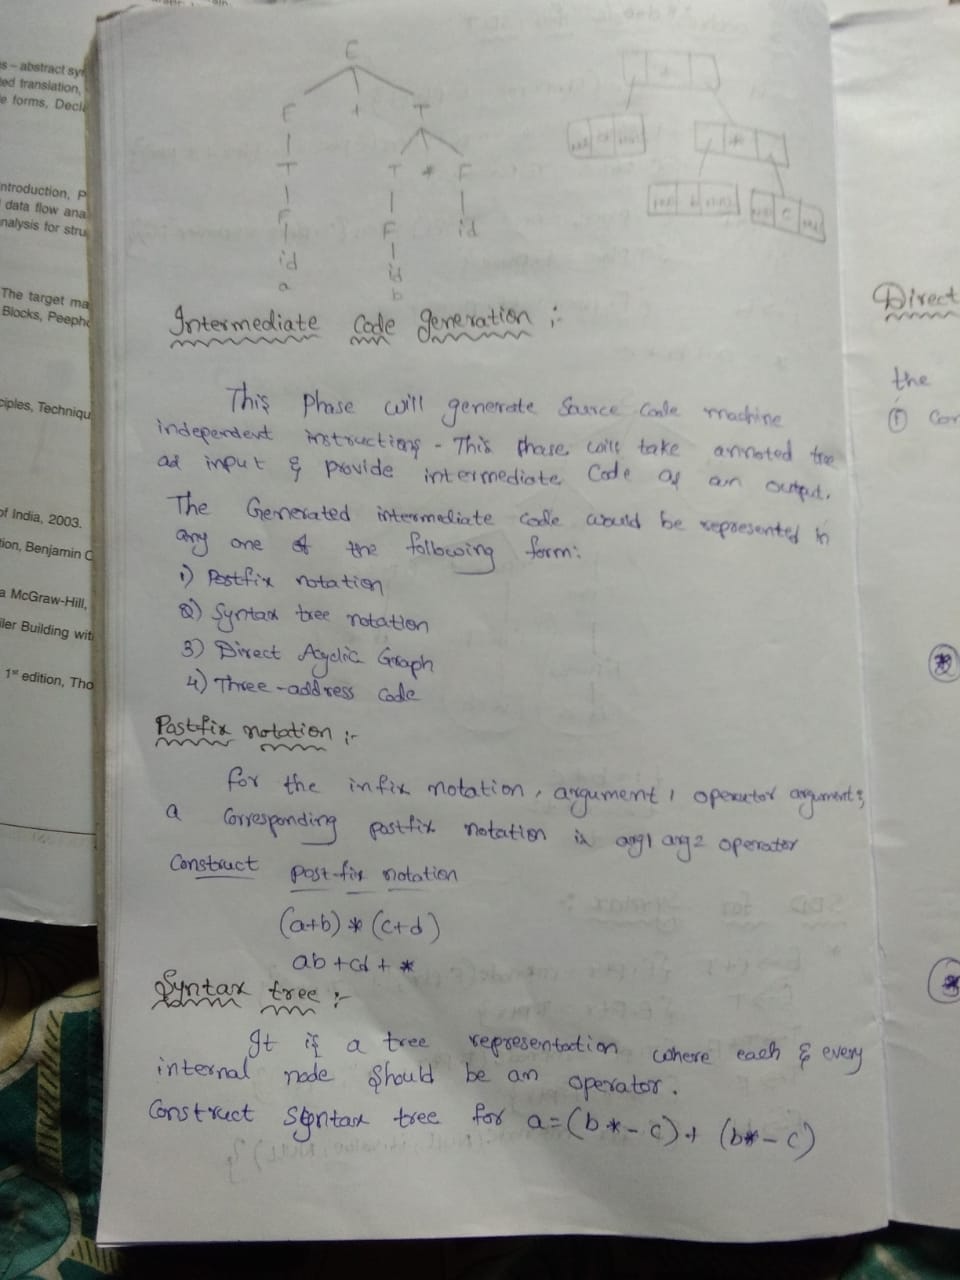 s – abstract sy
ed translation,
e forms, Decl
ntroduction, P
data flow ana
nalysis for stru
The target ma
Blocks, Peeph
ciples, Techniqu
of India, 2003.
ion, Benjamin C
a McGraw-Hill,
iler Building wit
1st edition, Tho
E
E + T
T T * F
F F id
id id
a b
+
*
b
c
Intermediate Code generation :-
This phase will generate Source Code machine
independent instructions - This phase will take annoted tree
as input & provide intermediate Code as an output.
The Generated intermediate code would be represented in
any one of the following form:
1) Postfix notation
2) Syntax tree notation
3) Direct Acyclic Graph
4) Three-address code
Postfix notation :-
for the infix notation, argument 1 operator argument 2
a corresponding postfix notation is arg1 arg2 operator
Construct post-fix notation
(a+b) * (c+d)
ab+cd+*
Syntax tree :-
It is a tree representation where each & every
internal node should be an operator.
Construct Syntax tree for a=(b*-c)+(b*-c)
Direct
the
① Con